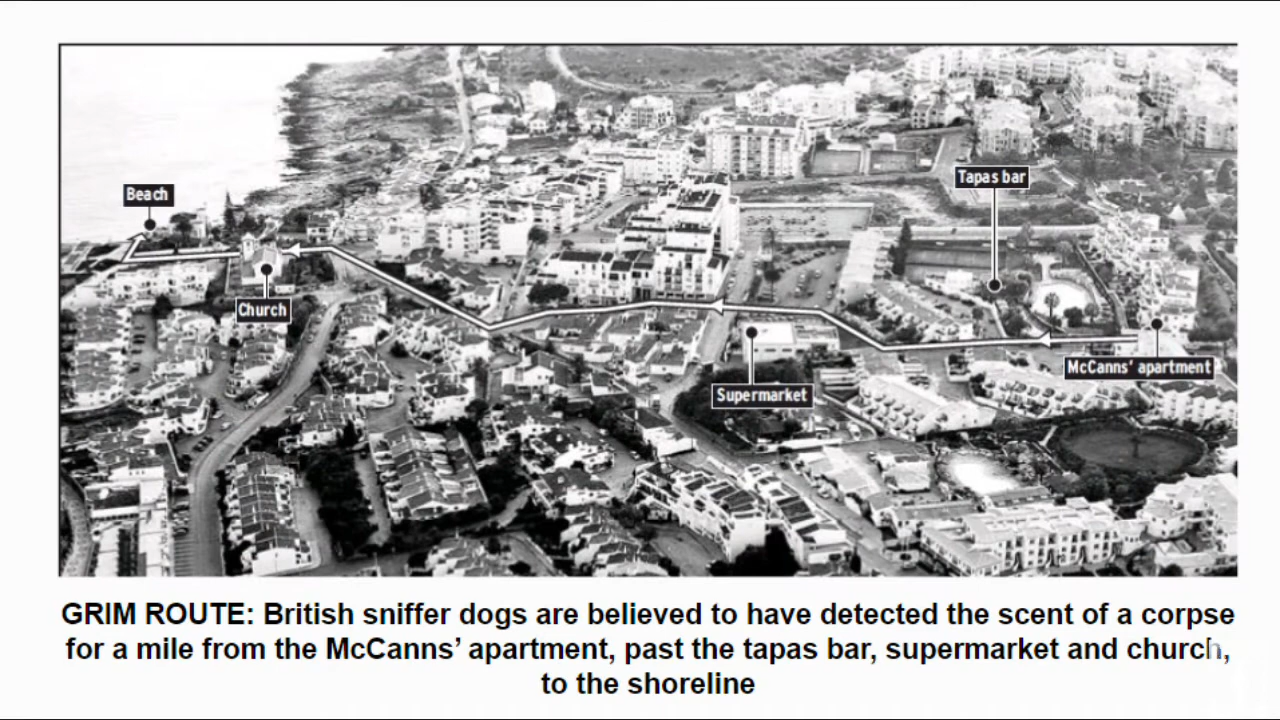 Beach
Tapas bar
Church
McCanns' apartment
Supermarket
GRIM ROUTE: British sniffer dogs are believed to have detected the scent of a corpse
for a mile from the McCanns' apartment, past the tapas bar, supermarket and church,
to the shoreline